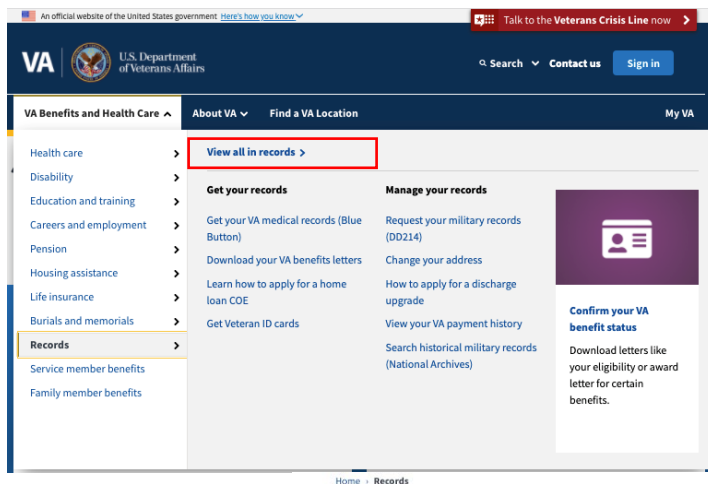 An official website of the United States government Here's how you know
Talk to the Veterans Crisis Line now
VA
U.S. Department
of Veterans Affairs
Search
Contact us
Sign in
VA Benefits and Health Care
About VA
Find a VA Location
My VA
Health care
Disability
Education and training
Careers and employment
Pension
Housing assistance
Life insurance
Burials and memorials
Records
Service member benefits
Family member benefits
View all in records
Get your records
Get your VA medical records (Blue
Button)
Download your VA benefits letters
Learn how to apply for a home
loan COE
Get Veteran ID cards
Manage your records
Request your military records
(DD214)
Change your address
How to apply for a discharge
upgrade
View your VA payment history
Search historical military records
(National Archives)
Confirm your VA
benefit status
Download letters like
your eligibility or award
letter for certain
benefits.
Home › Records